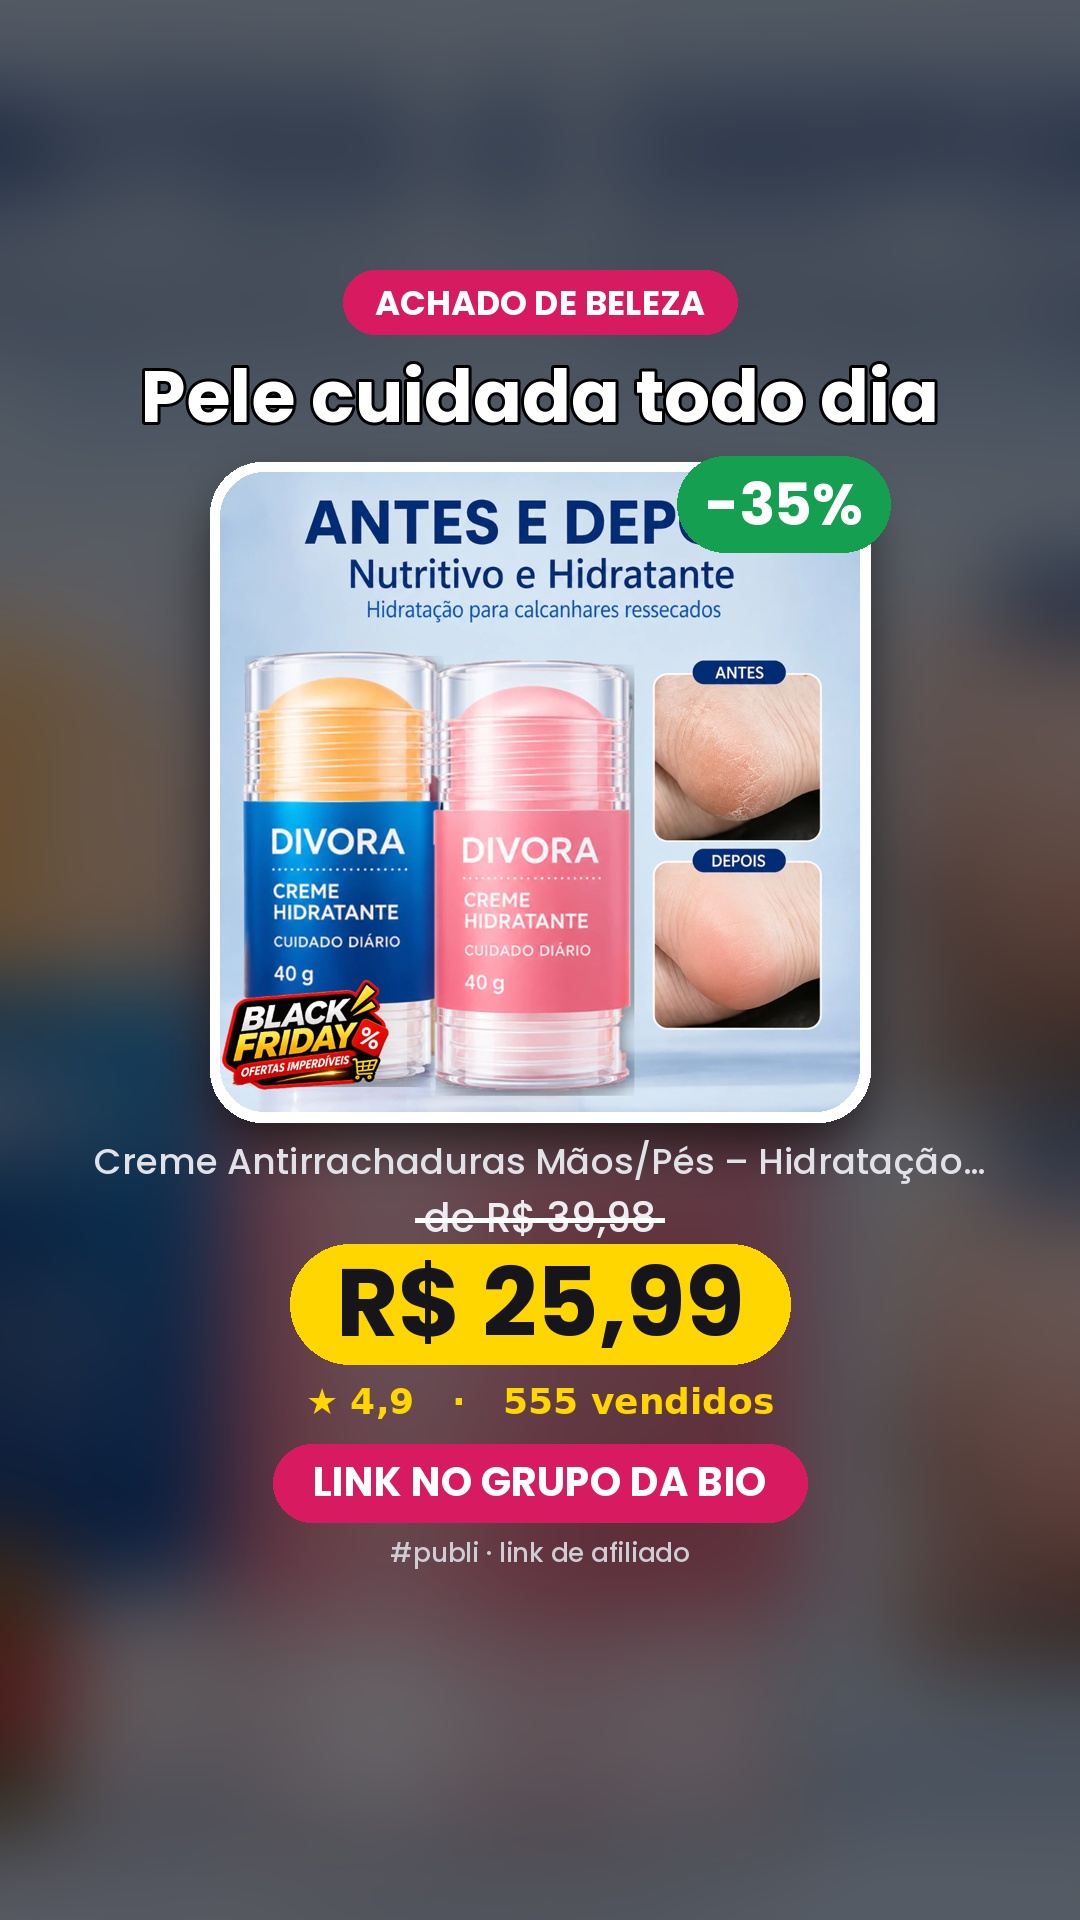 ACHADO DE BELEZA
Pele cuidada todo dia
-35%
ANTES E DEP
Nutritivo e Hidratante
Hidratação para calcanhares ressecados
ANTES
DEPOIS
DIVORA
CREME
HIDRATANTE
CUIDADO DIÁRIO
40 g
DIVORA
CREME
HIDRATANTE
CUIDADO DIÁRIO
40 g
BLACK
FRIDAY
%
OFERTAS IMPERDÍVEIS
Creme Antirrachaduras Mãos/Pés – Hidratação...
de R$ 39,98
R$ 25,99
★ 4,9 · 555 vendidos
LINK NO GRUPO DA BIO
#publi · link de afiliado